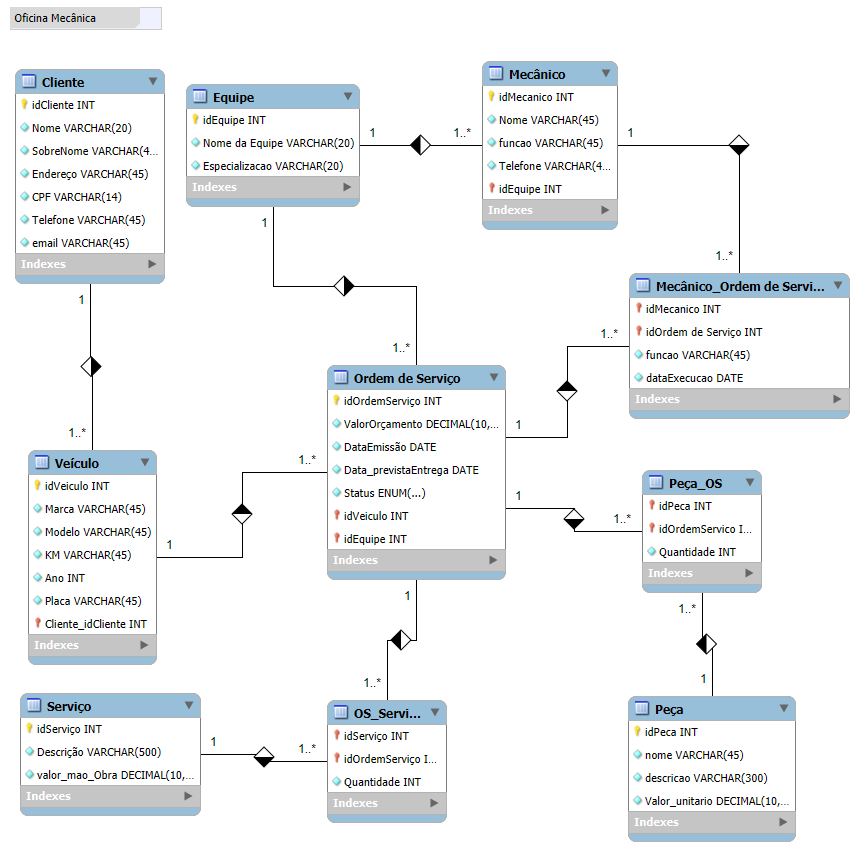 Oficina Mecânica
Cliente
idCliente INT
Nome VARCHAR(20)
SobreNome VARCHAR(4...
Endereço VARCHAR(45)
CPF VARCHAR(14)
Telefone VARCHAR(45)
email VARCHAR(45)
Indexes
Equipe
idEquipe INT
Nome da Equipe VARCHAR(20)
Especializacao VARCHAR(20)
Indexes
1
1..*
Mecânico
idMecanico INT
Nome VARCHAR(45)
funcao VARCHAR(45)
Telefone VARCHAR(4...
idEquipe INT
Indexes
1
1..*
Mecânico_Ordem de Servi...
idMecanico INT
idOrdem de Serviço INT
funcao VARCHAR(45)
dataExecucao DATE
Indexes
1
1..*
1
1..*
Ordem de Serviço
idOrdemServiço INT
ValorOrçamento DECIMAL(10,...
DataEmissão DATE
Data_previstaEntrega DATE
Status ENUM(...)
idVeiculo INT
idEquipe INT
Indexes
1..*
1
1
1..*
Veículo
idVeiculo INT
Marca VARCHAR(45)
Modelo VARCHAR(45)
KM VARCHAR(45)
Ano INT
Placa VARCHAR(45)
Cliente_idCliente INT
Indexes
1
1..*
Peça_OS
idPeca INT
idOrdemServico I...
Quantidade INT
Indexes
1..*
1
Peça
idPeca INT
nome VARCHAR(45)
descricao VARCHAR(300)
Valor_unitario DECIMAL(10,...
Indexes
1
1..*
Serviço
idServiço INT
Descrição VARCHAR(500)
valor_mao_Obra DECIMAL(10,...
Indexes
1
1..*
OS_Servi...
idServiço INT
idOrdemServiço I...
Quantidade INT
Indexes